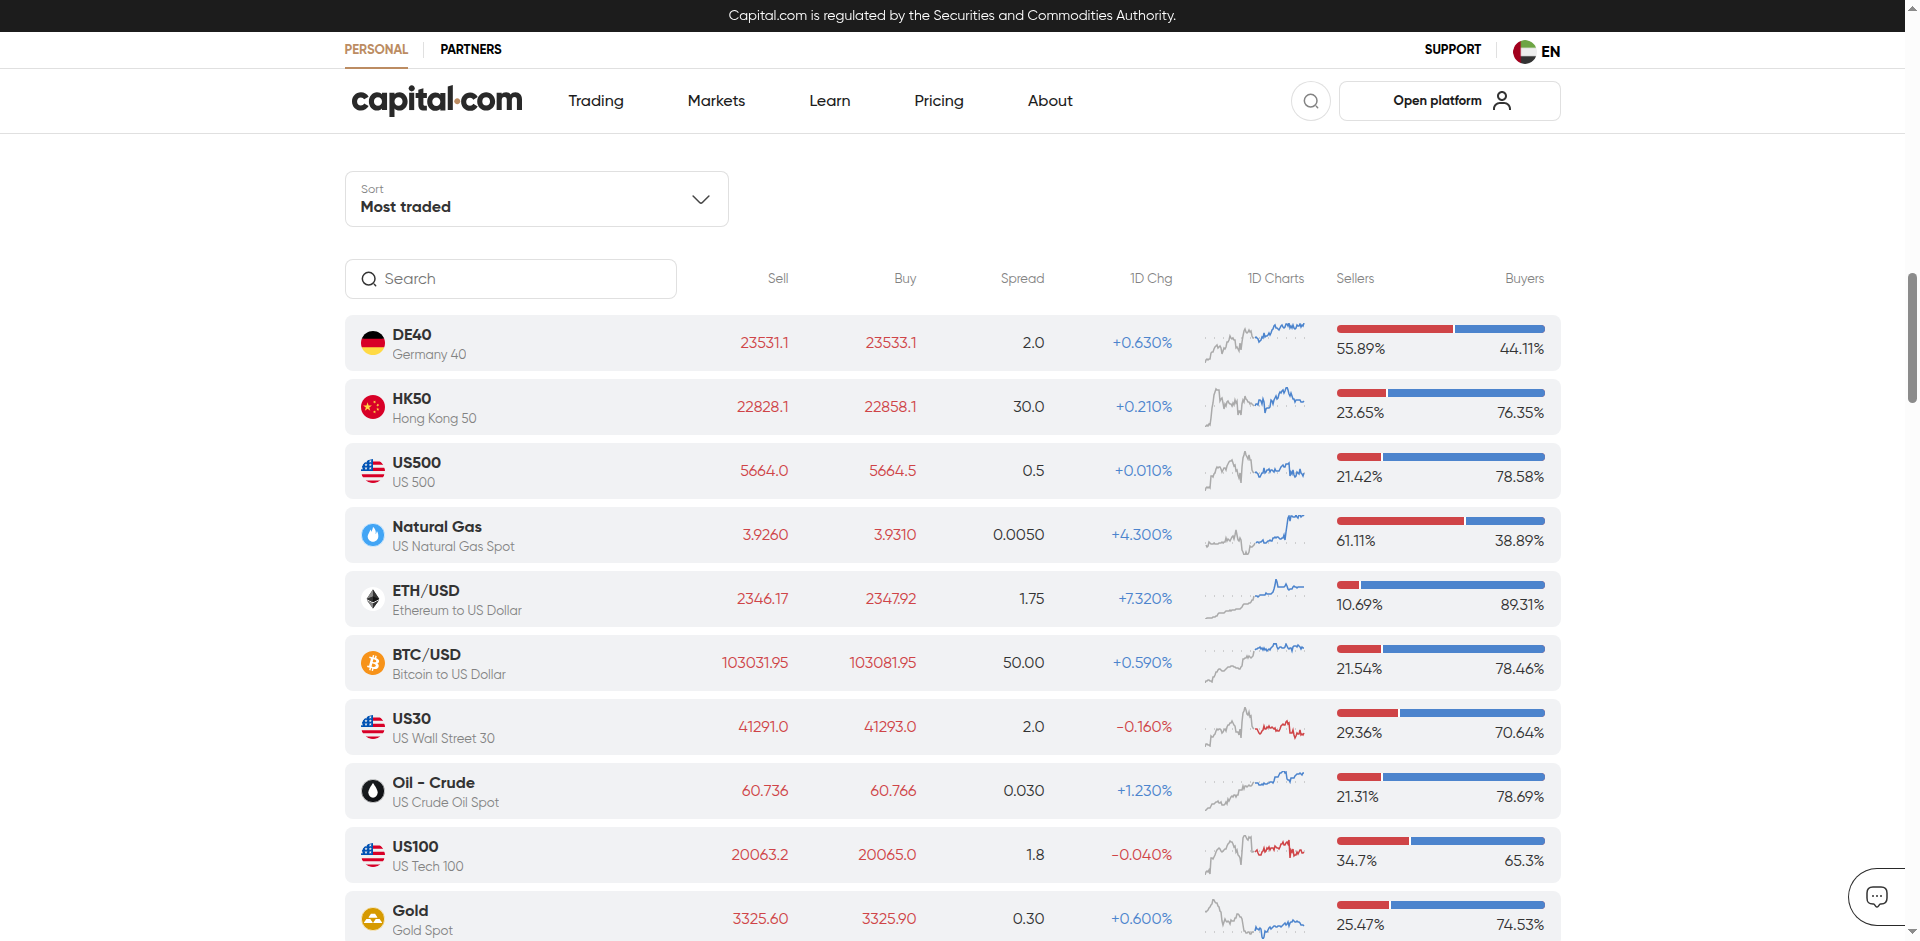 Capital.com is regulated by the Securities and Commodities Authority.
PERSONAL PARTNERS SUPPORT EN
capital.com Trading Markets Learn Pricing About Open platform
Sort
Most traded
Search Sell Buy Spread 1D Chg 1D Charts Sellers Buyers
DE40
Germany 40
23531.1 23533.1 2.0 +0.630% 55.89% 44.11%
HK50
Hong Kong 50
22828.1 22858.1 30.0 +0.210% 23.65% 76.35%
US500
US 500
5664.0 5664.5 0.5 +0.010% 21.42% 78.58%
Natural Gas
US Natural Gas Spot
3.9260 3.9310 0.0050 +4.300% 61.11% 38.89%
ETH/USD
Ethereum to US Dollar
2346.17 2347.92 1.75 +7.320% 10.69% 89.31%
BTC/USD
Bitcoin to US Dollar
103031.95 103081.95 50.00 +0.590% 21.54% 78.46%
US30
US Wall Street 30
41291.0 41293.0 2.0 -0.160% 29.36% 70.64%
Oil - Crude
US Crude Oil Spot
60.736 60.766 0.030 +1.230% 21.31% 78.69%
US100
US Tech 100
20063.2 20065.0 1.8 -0.040% 34.7% 65.3%
Gold
Gold Spot
3325.60 3325.90 0.30 +0.600% 25.47% 74.53%